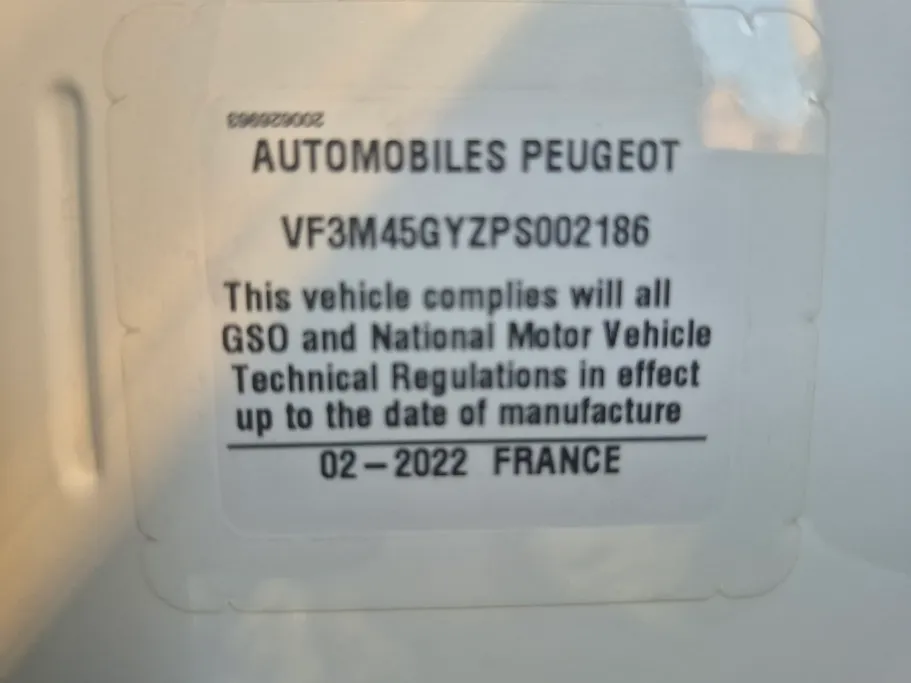 200626963
AUTOMOBILES PEUGEOT
VF3M45GYZPS002186
This vehicle complies will all
GSO and National Motor Vehicle
Technical Regulations in effect
up to the date of manufacture
02-2022 FRANCE